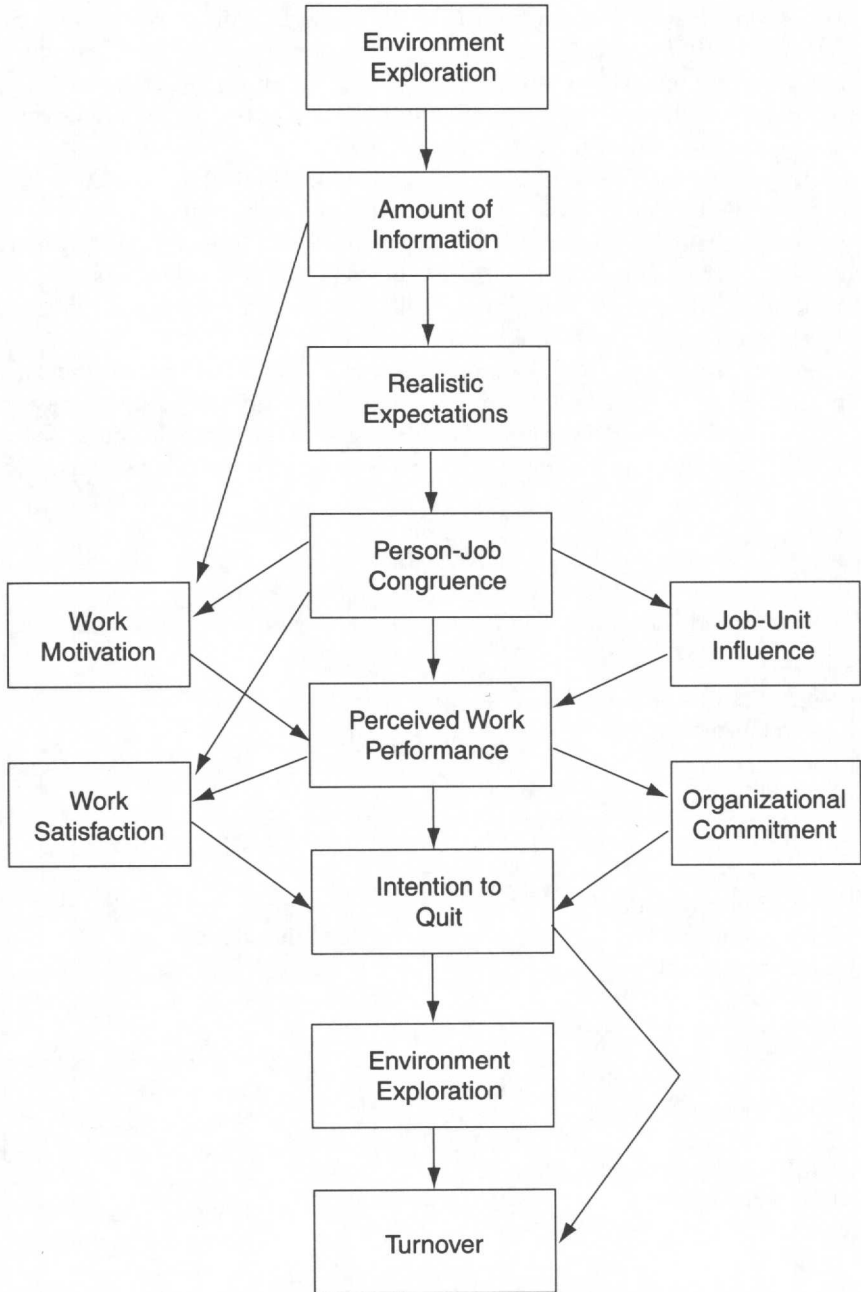 Environment
Exploration
Amount of
Information
Realistic
Expectations
Person-Job
Congruence
Work
Motivation
Job-Unit
Influence
Perceived Work
Performance
Work
Satisfaction
Organizational
Commitment
Intention to
Quit
Environment
Exploration
Turnover